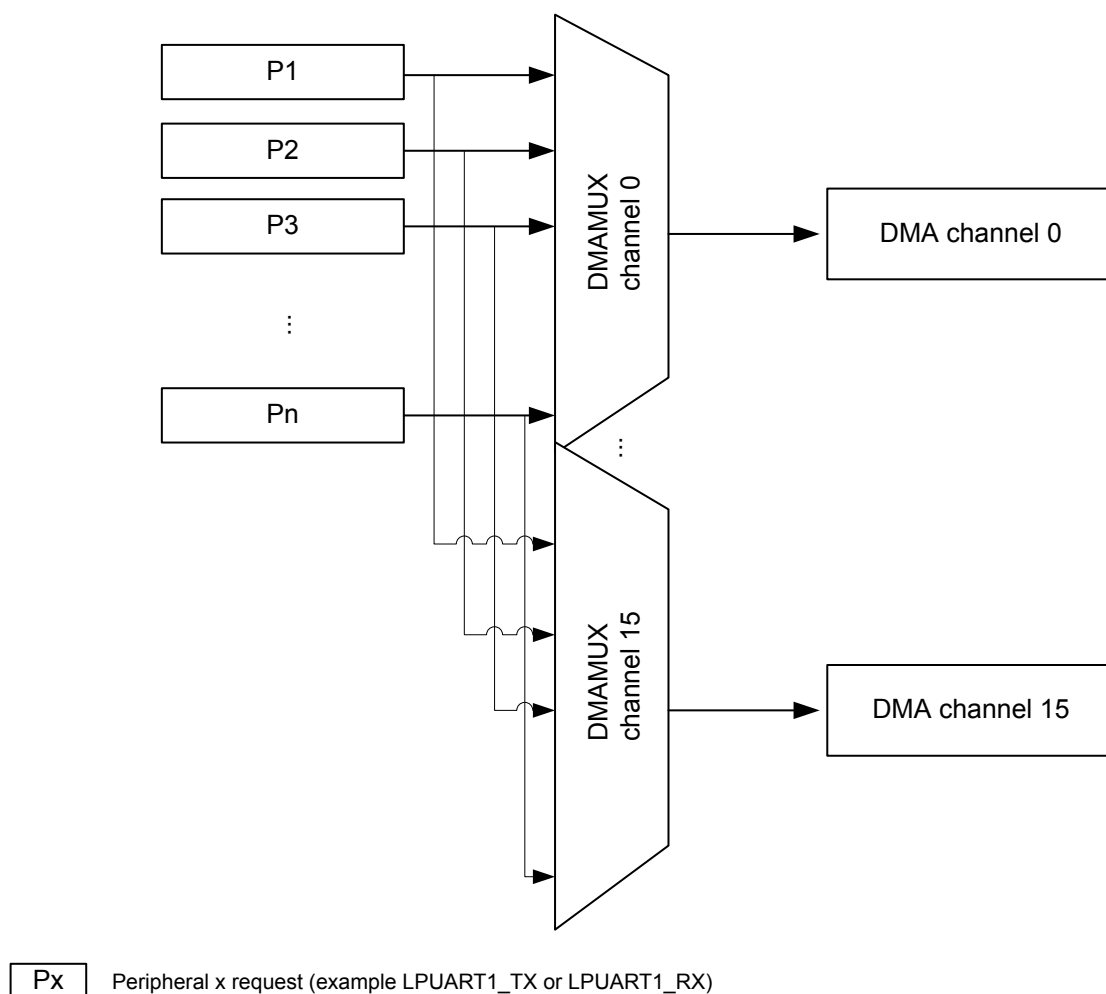 P1
P2
P3
...
Pn
DMAMUX
channel 0
DMA channel 0
...
DMAMUX
channel 15
DMA channel 15
Px Peripheral x request (example LPUART1_TX or LPUART1_RX)